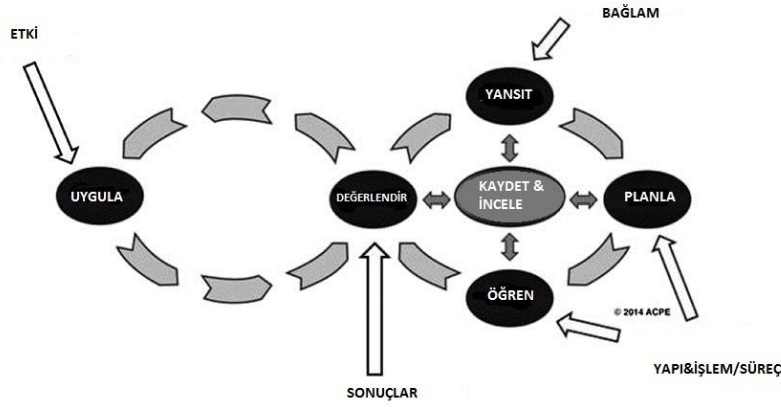 BAĞLAM
ETKİ
YANSIT
UYGULA
DEĞERLENDİR
KAYDET &
İNCELE
PLANLA
ÖĞREN
© 2014 ACPE
YAPI&İŞLEM/SÜREÇ
SONUÇLAR